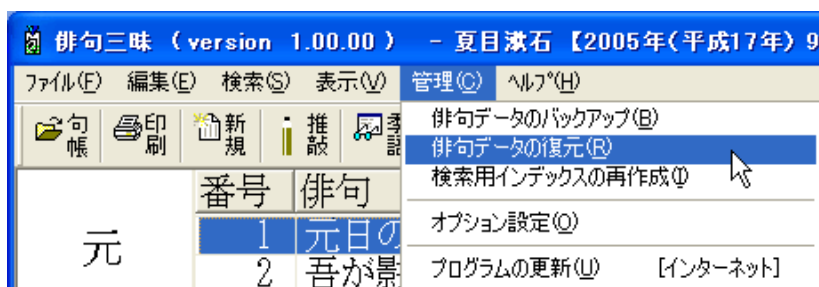 俳句三昧 (version 1.00.00) - 夏目漱石 【2005年(平成17年) 9
ファイル(F) 編集(E) 検索(S) 表示(V) 管理(C) ヘルプ(H)
句帳 印刷 新規 推敲
俳句データのバックアップ(B)
俳句データの復元(R)
検索用インデックスの再作成(I)
オプション設定(O)
プログラムの更新(U) [インターネット]
番号 俳句
元
1 元日の
2 吾が影